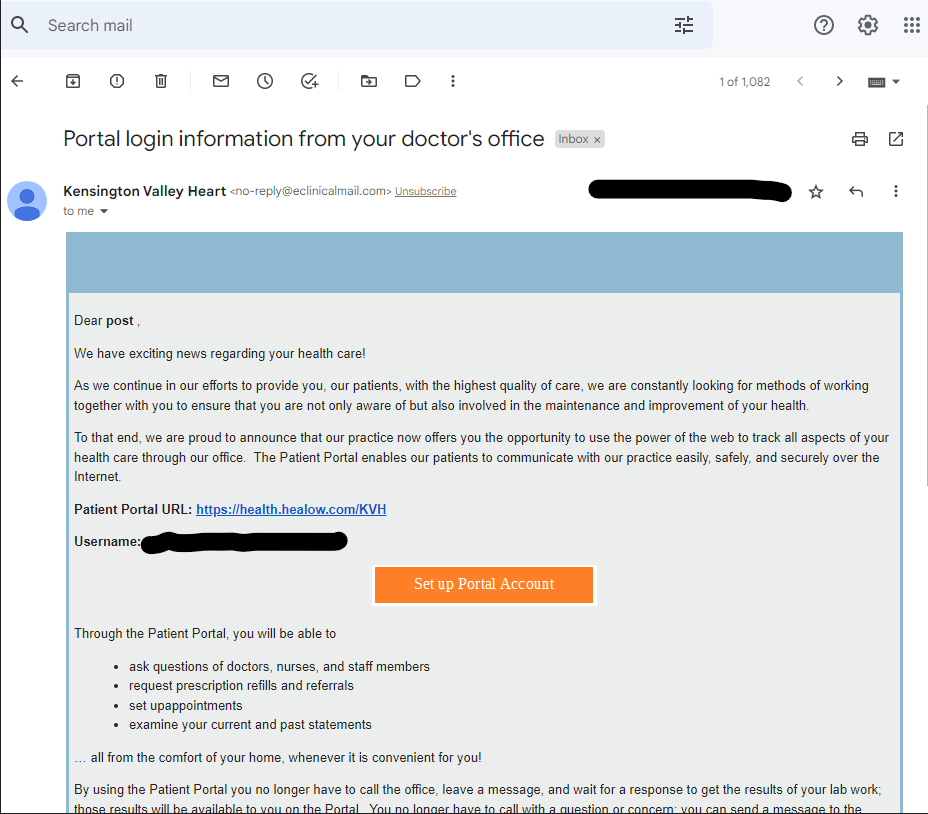 Search mail
1 of 1,082
Portal login information from your doctor's office Inbox ×
Kensington Valley Heart <no-reply@eclinicalmail.com> Unsubscribe
to me
Dear post ,
We have exciting news regarding your health care!
As we continue in our efforts to provide you, our patients, with the highest quality of care, we are constantly looking for methods of working
together with you to ensure that you are not only aware of but also involved in the maintenance and improvement of your health.
To that end, we are proud to announce that our practice now offers you the opportunity to use the power of the web to track all aspects of your
health care through our office.  The Patient Portal enables our patients to communicate with our practice easily, safely, and securely over the
Internet.
Patient Portal URL: https://health.healow.com/KVH
Username:
Set up Portal Account
Through the Patient Portal, you will be able to
• ask questions of doctors, nurses, and staff members
• request prescription refills and referrals
• set upappointments
• examine your current and past statements
… all from the comfort of your home, whenever it is convenient for you!
By using the Patient Portal you no longer have to call the office, leave a message, and wait for a response to get the results of your lab work;
those results will be available to you on the Portal.  You no longer have to call with a question or concern; you can send a message to the